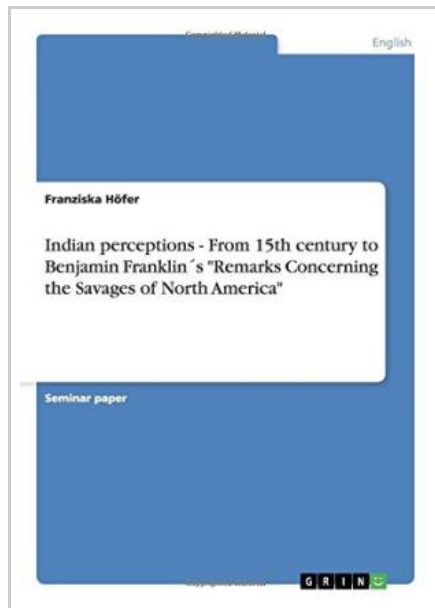 English
Franziska Höfer
Indian perceptions - From 15th century to
Benjamin Franklin´s "Remarks Concerning
the Savages of North America"
Seminar paper
GRIN